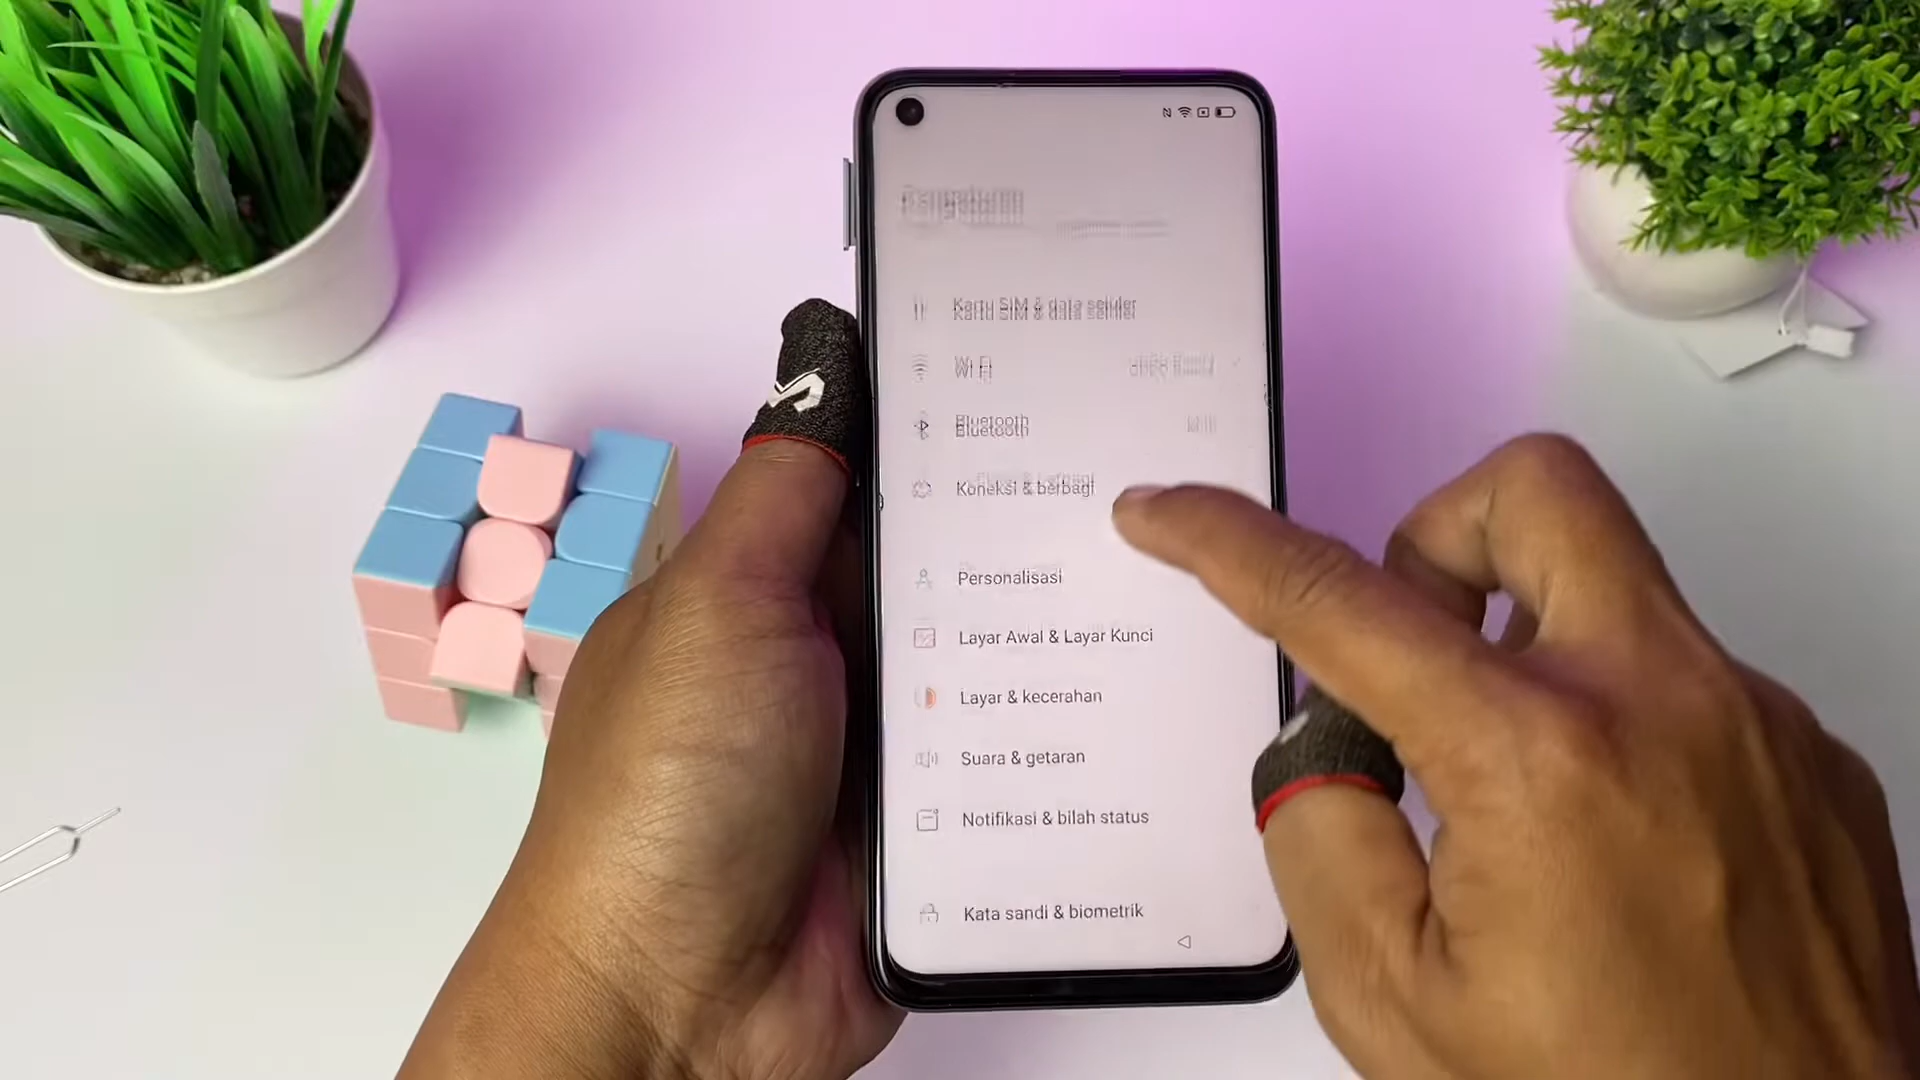 Pengaturan
Kartu SIM & data seluler
Wi-Fi
Bluetooth
Koneksi & berbagi
Personalisasi
Layar Awal & Layar Kunci
Layar & kecerahan
Suara & getaran
Notifikasi & bilah status
Kata sandi & biometrik